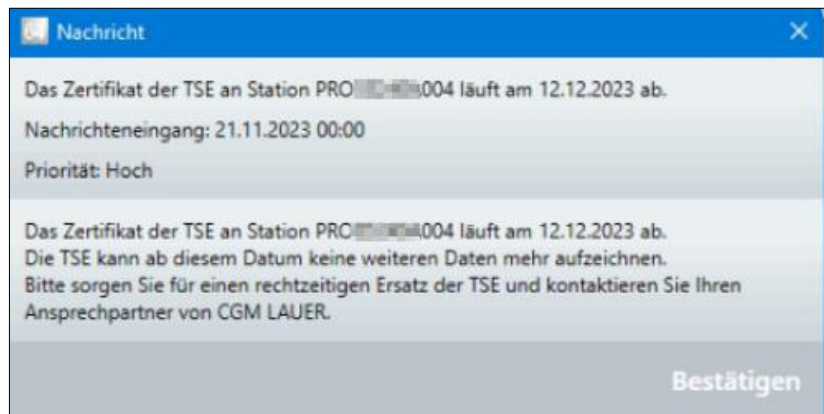 Nachricht
Das Zertifikat der TSE an Station PRO 004 läuft am 12.12.2023 ab.
Nachrichteneingang: 21.11.2023 00:00
Priorität: Hoch
Das Zertifikat der TSE an Station PRO 004 läuft am 12.12.2023 ab.
Die TSE kann ab diesem Datum keine weiteren Daten mehr aufzeichnen.
Bitte sorgen Sie für einen rechtzeitigen Ersatz der TSE und kontaktieren Sie Ihren
Ansprechpartner von CGM LAUER.
Bestätigen